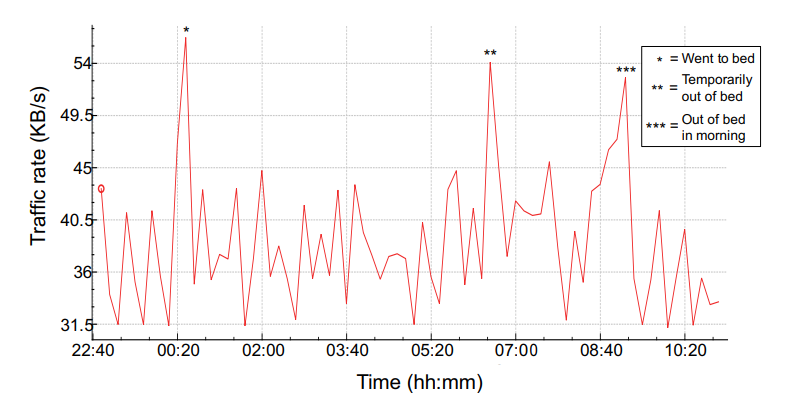 *
**
***
* = Went to bed
** = Temporarily
out of bed
*** = Out of bed
in morning
Traffic rate (KB/s)
54
49.5
45
40.5
36
31.5
22:40 00:20 02:00 03:40 05:20 07:00 08:40 10:20
Time (hh:mm)